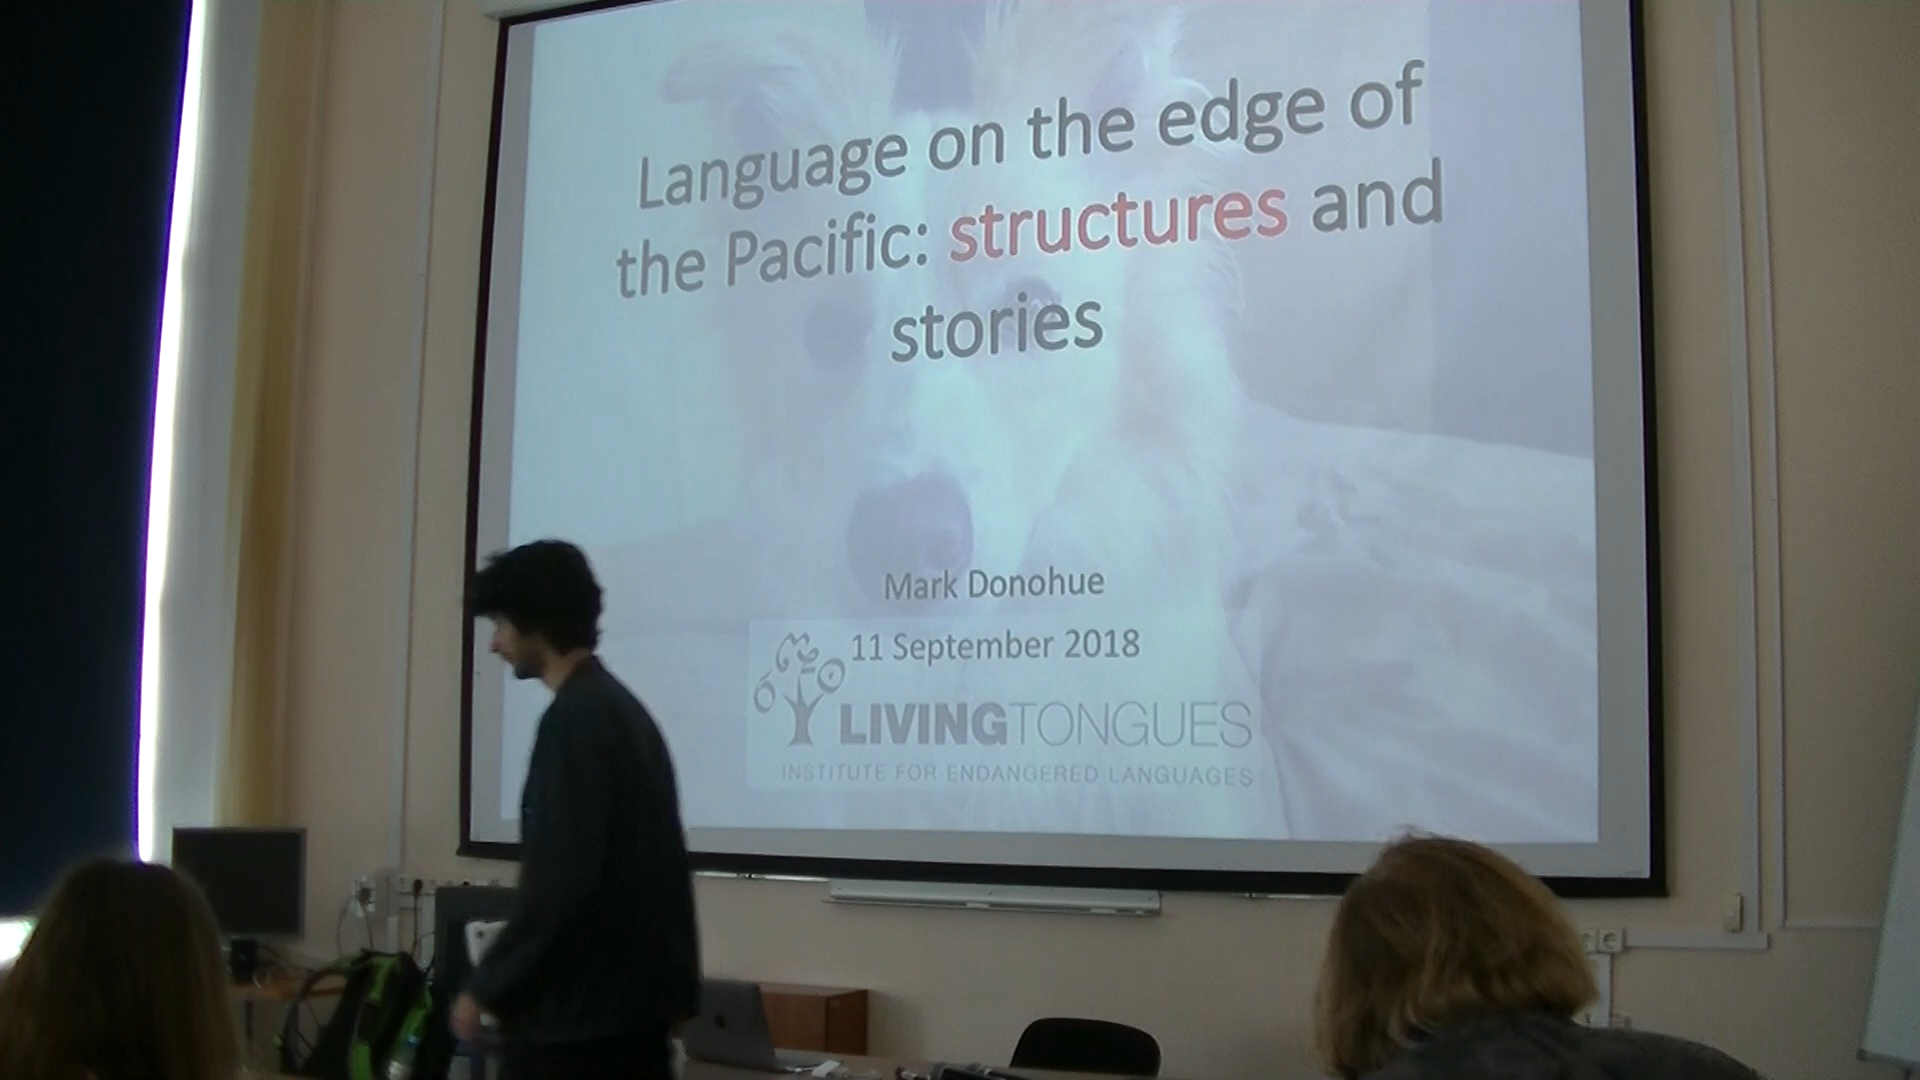 Language on the edge of
the Pacific: structures and
stories
Mark Donohue
11 September 2018
LIVINGTONGUES
INSTITUTE FOR ENDANGERED LANGUAGES